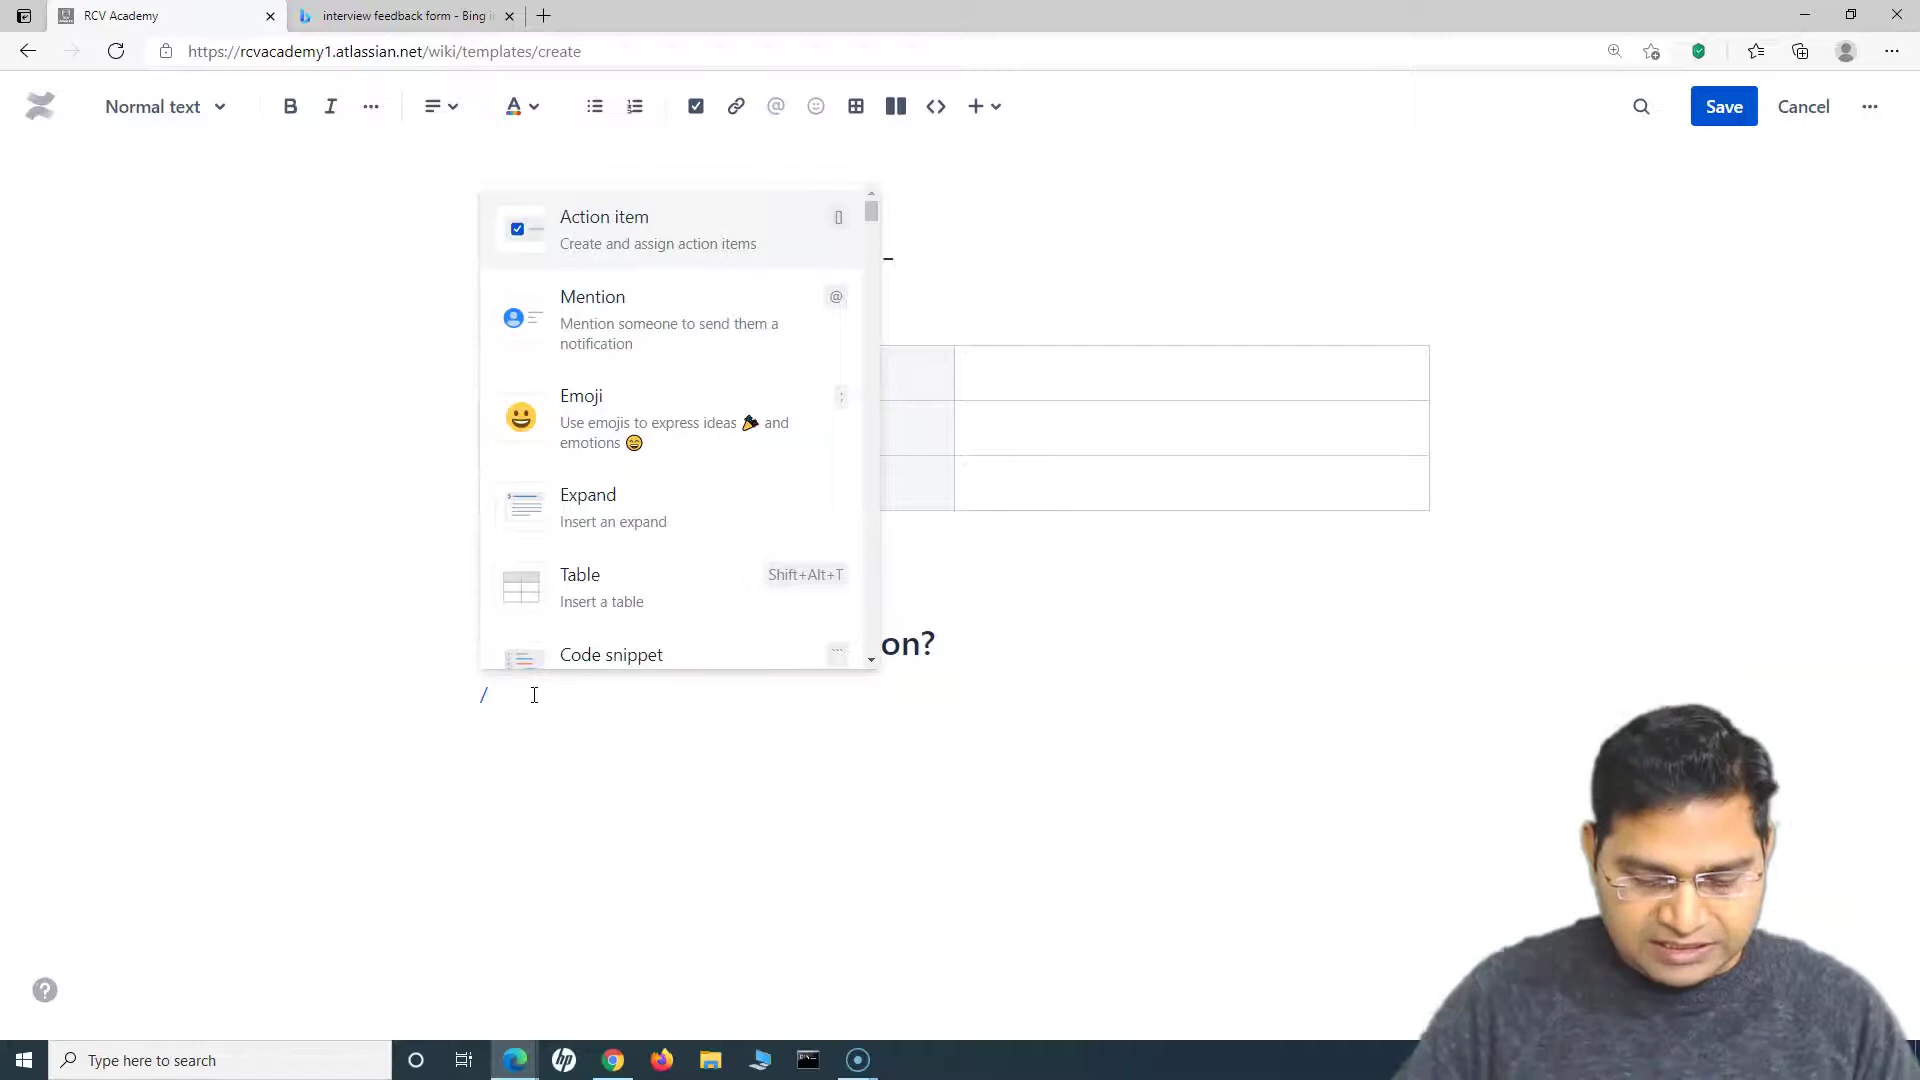 RCV Academy
interview feedback form - Bing i
https://rcvacademy1.atlassian.net/wiki/templates/create
Normal text
Save
Cancel
Action item
[]
Create and assign action items
Mention
@
Mention someone to send them a
notification
Emoji
:
Use emojis to express ideas 🎉 and
emotions 😄
Expand
Insert an expand
Table
Shift+Alt+T
Insert a table
Code snippet
```
on?
/
Type here to search